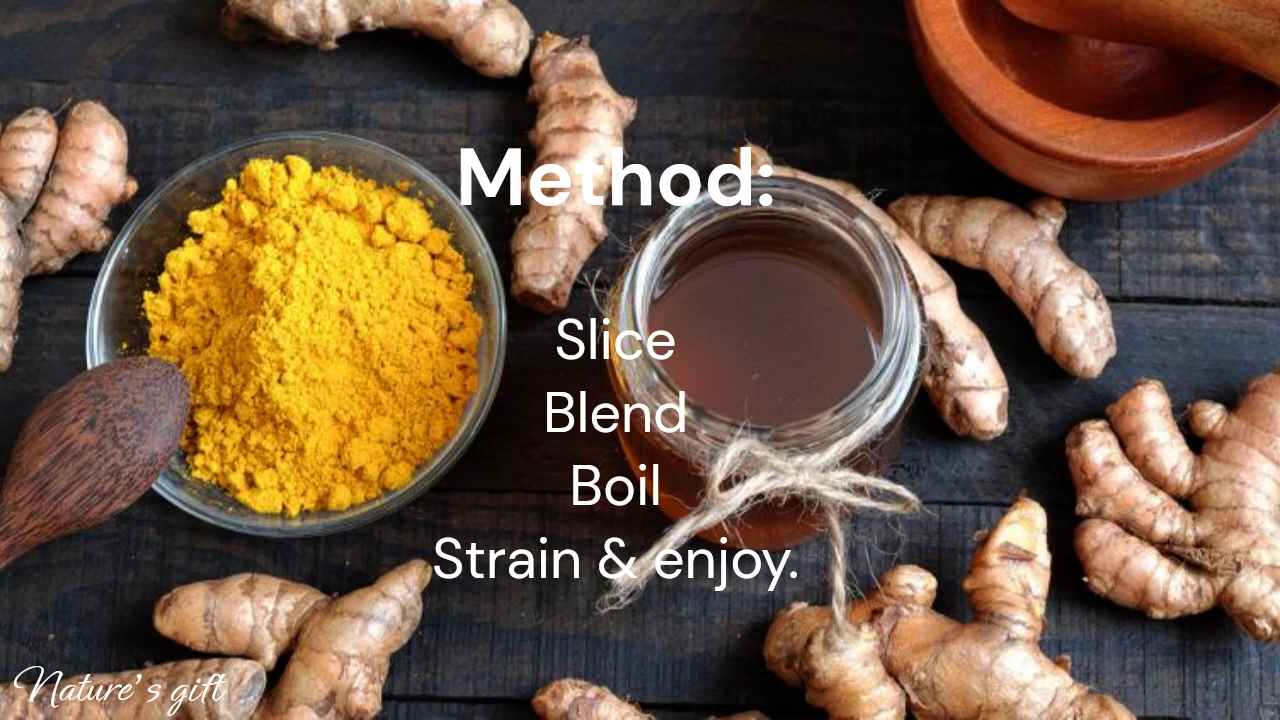 Method:
Slice
Blend
Boil
Strain & enjoy.
Nature's gift